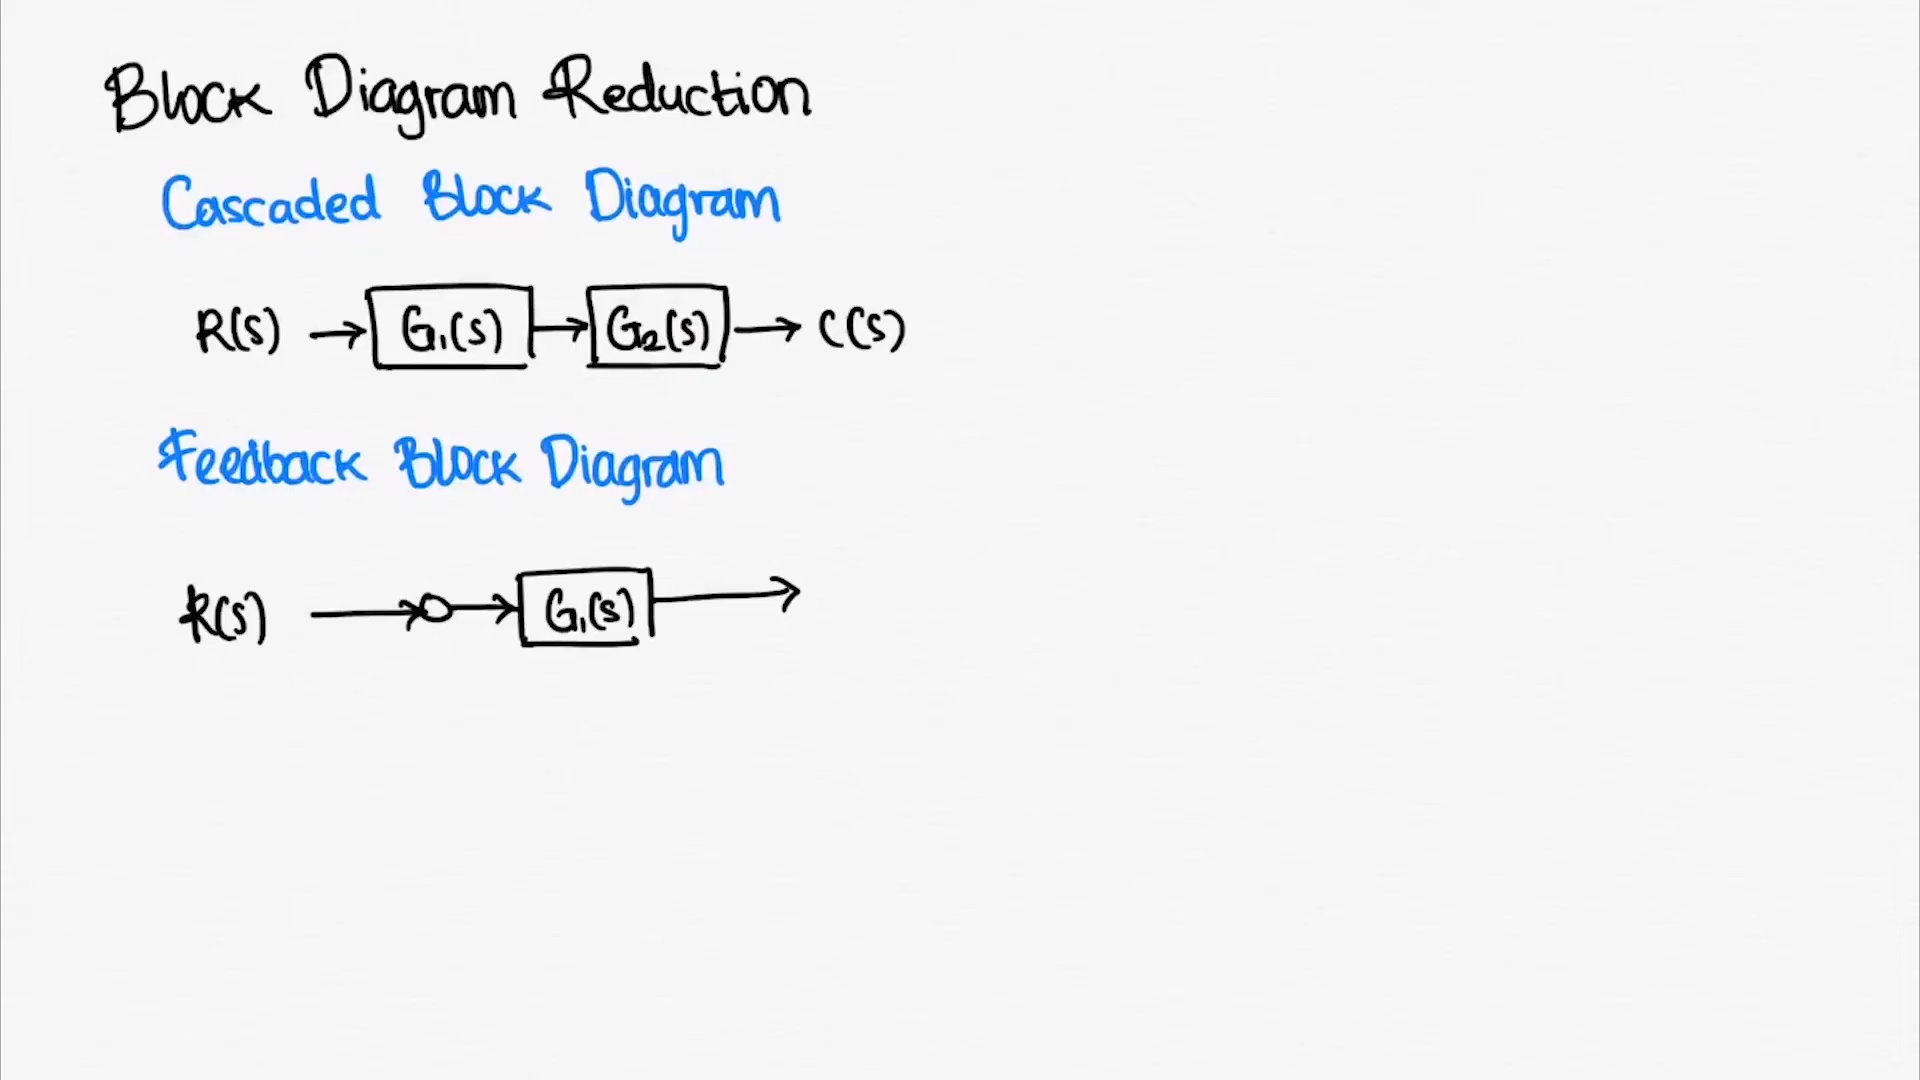 Block Diagram Reduction
Cascaded Block Diagram
R(s) → G₁(s) → G₂(s) → C(s)
Feedback Block Diagram
R(s) → G₁(s) →